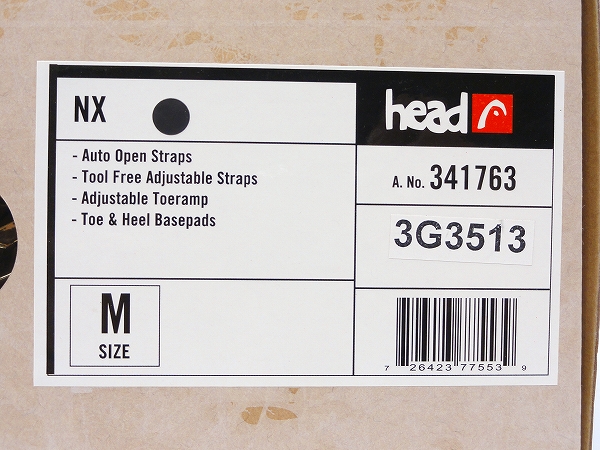 NX
- Auto Open Straps
- Tool Free Adjustable Straps
- Adjustable Toeramp
- Toe & Heel Basepads
M
SIZE
head
A. No. 341763
3G3513
7 26423 77553 9